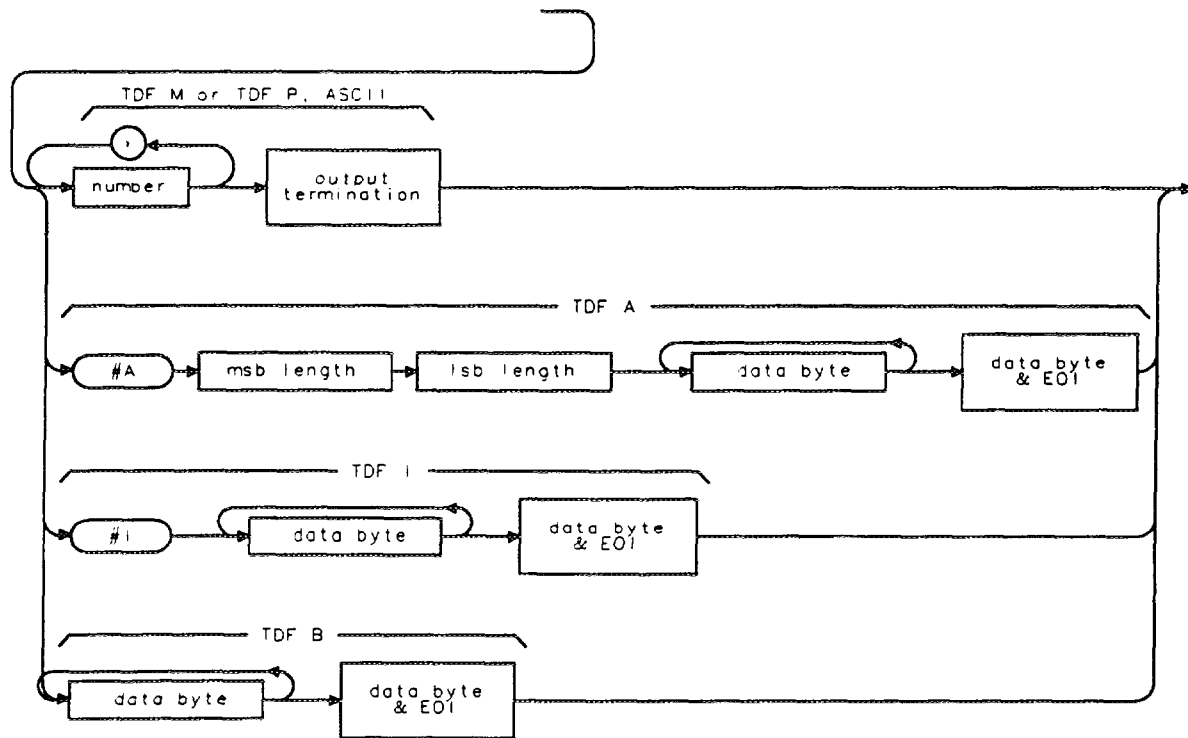 TDF M or TDF P, ASCII
,
number
output
termination
TDF A
#A
msb length
lsb length
data byte
data byte
& EOI
TDF I
#I
data byte
data byte
& EOI
TDF B
data byte
data byte
& EOI